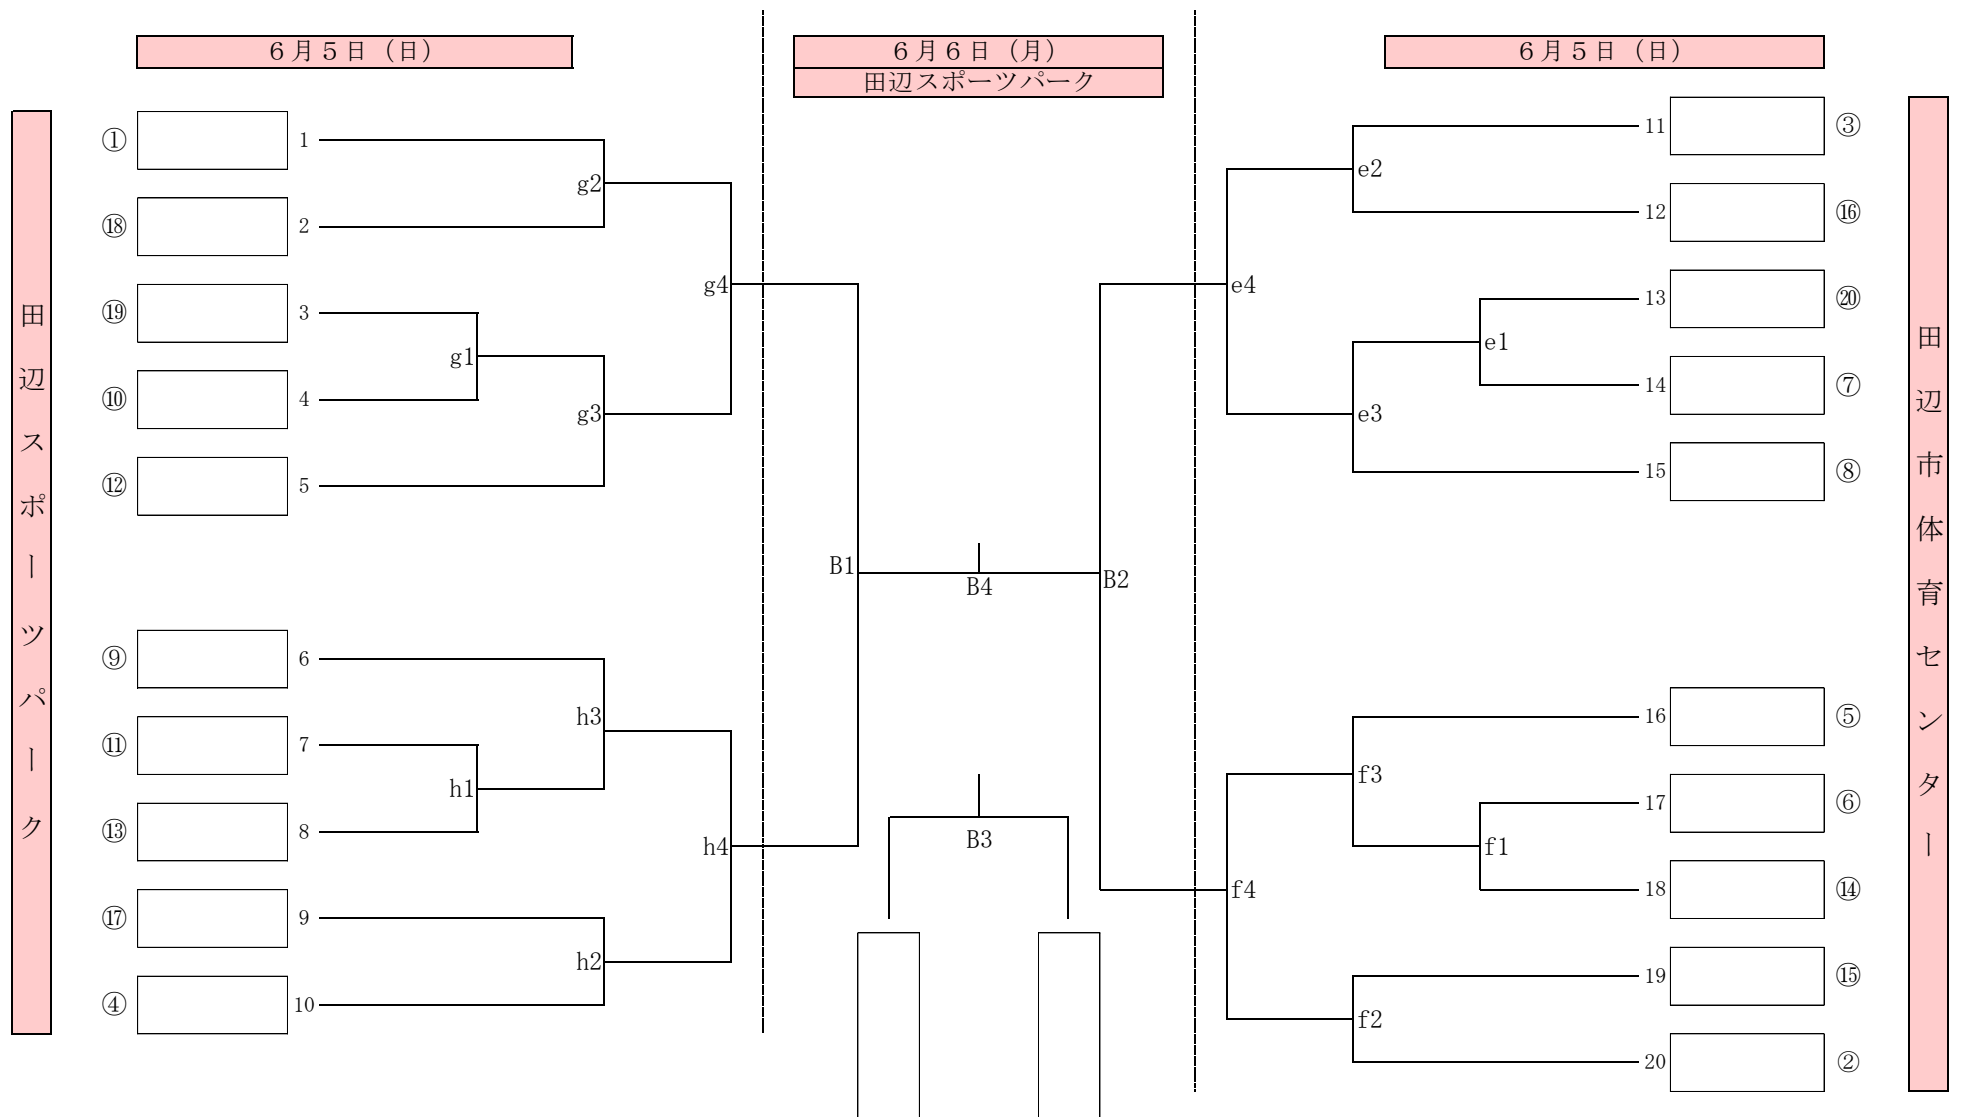 ６月５日（日）
６月６日（月）
田辺スポーツパーク
６月５日（日）
田辺スポーツパーク
① 1
⑱ 2
⑲ 3
⑩ 4
⑫ 5
⑨ 6
⑪ 7
⑬ 8
⑰ 9
④ 10
g2
g4
g1
g3
h3
h1
h4
h2
B1
B4
B2
B3
e2
e4
e1
e3
f3
f1
f4
f2
11 ③
12 ⑯
13 ⑳
14 ⑦
15 ⑧
16 ⑤
17 ⑥
18 ⑭
19 ⑮
20 ②
田辺市体育センター